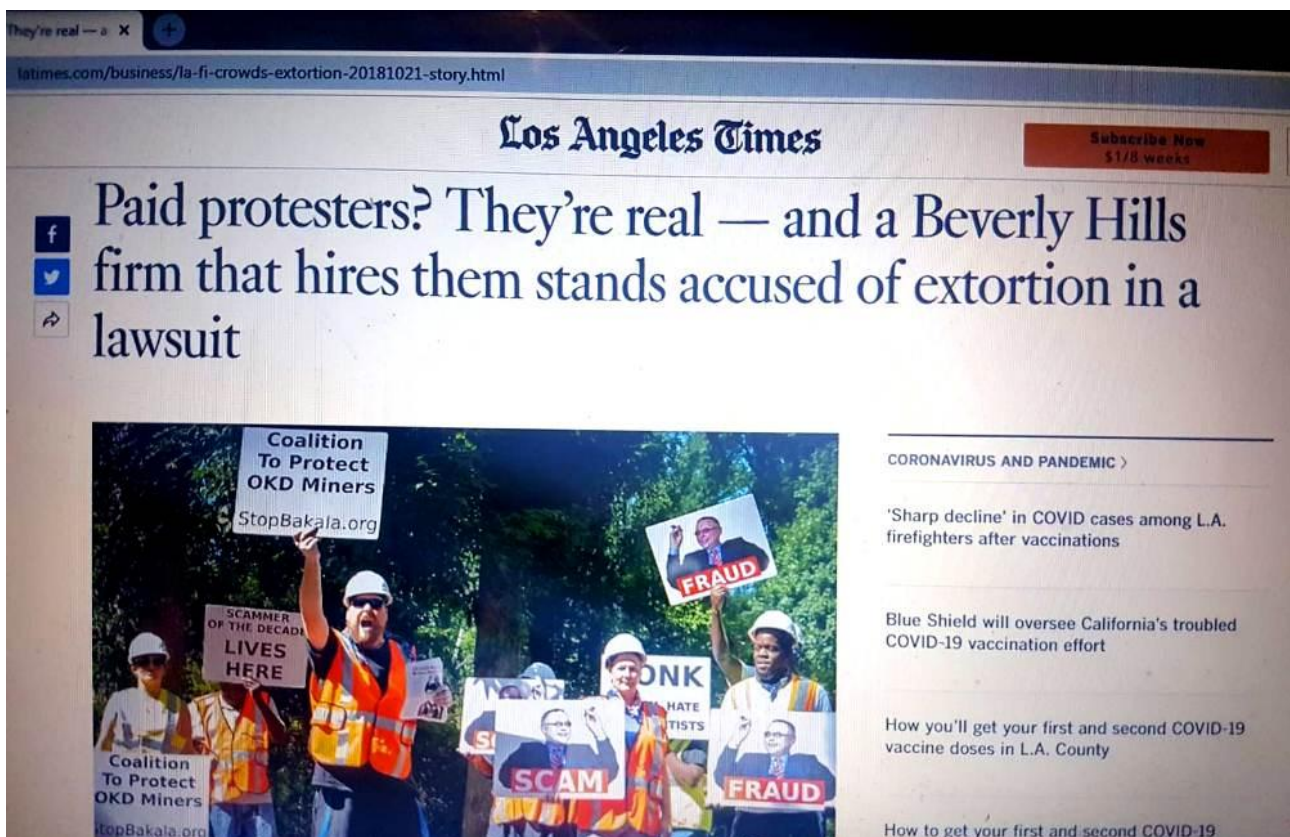 They're real — a
latimes.com/business/la-fi-crowds-extortion-20181021-story.html
Los Angeles Times
Subscribe Now
$1/8 weeks
Paid protesters? They're real — and a Beverly Hills
firm that hires them stands accused of extortion in a
lawsuit
Coalition
To Protect
OKD Miners
StopBakala.org
SCAMMER
OF THE DECADE
LIVES
HERE
FRAUD
ONK
HATE
TISTS
SCAM
FRAUD
Coalition
To Protect
OKD Miners
topBakala.org
CORONAVIRUS AND PANDEMIC >
'Sharp decline' in COVID cases among L.A.
firefighters after vaccinations
Blue Shield will oversee California's troubled
COVID-19 vaccination effort
How you'll get your first and second COVID-19
vaccine doses in L.A. County
How to get your first and second COVID-19